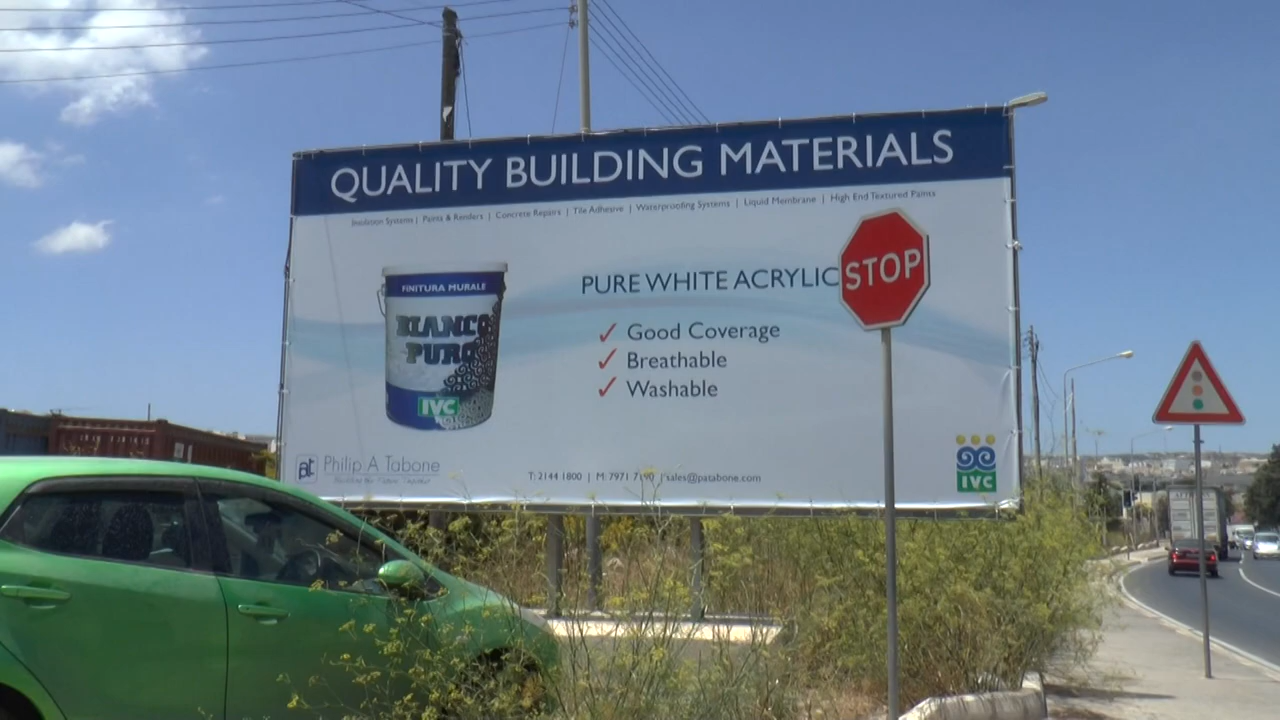 QUALITY BUILDING MATERIALS
Insulation Systems | Paints & Renders | Concrete Repairs | Tile Adhesive | Waterproofing Systems | Liquid Membrane | High End Textured Paints
FINITURA MURALE
BIANCO
PURO
IVC
PURE WHITE ACRYLIC
✓ Good Coverage
✓ Breathable
✓ Washable
STOP
pt Philip A Tabone
T: 2144 1800 | M: 7971 7190 | sales@patabone.com
IVC